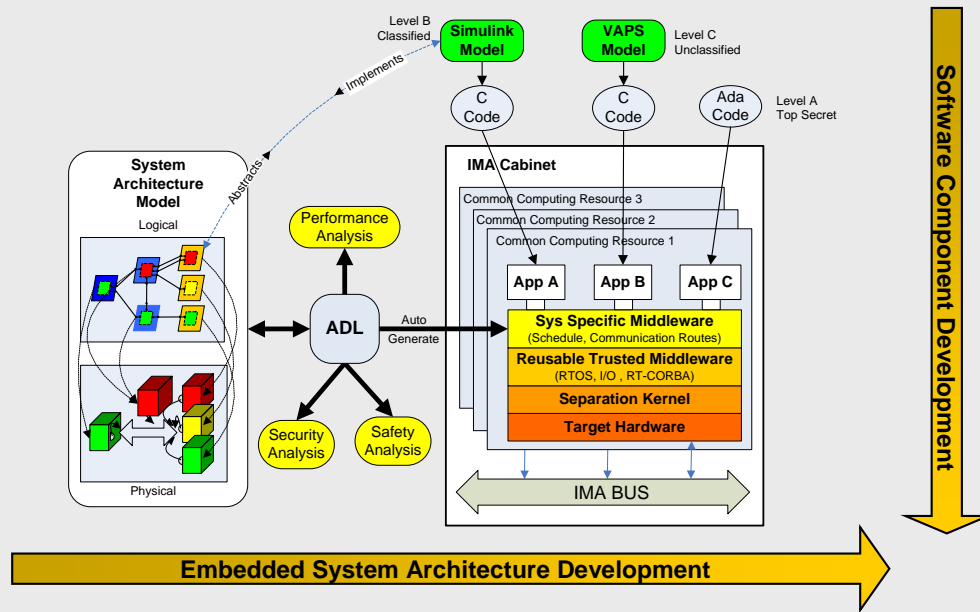 Level B
Classified
Simulink
Model
VAPS
Model
Level C
Unclassified
Implements
Abstracts
C
Code
C
Code
Ada
Code
Level A
Top Secret
System
Architecture
Model
Logical
Physical
Performance
Analysis
ADL
Auto
Generate
Security
Analysis
Safety
Analysis
IMA Cabinet
Common Computing Resource 3
Common Computing Resource 2
Common Computing Resource 1
App A
App B
App C
Sys Specific Middleware
(Schedule, Communication Routes)
Reusable Trusted Middleware
(RTOS, I/O , RT-CORBA)
Separation Kernel
Target Hardware
IMA BUS
Software Component Development
Embedded System Architecture Development